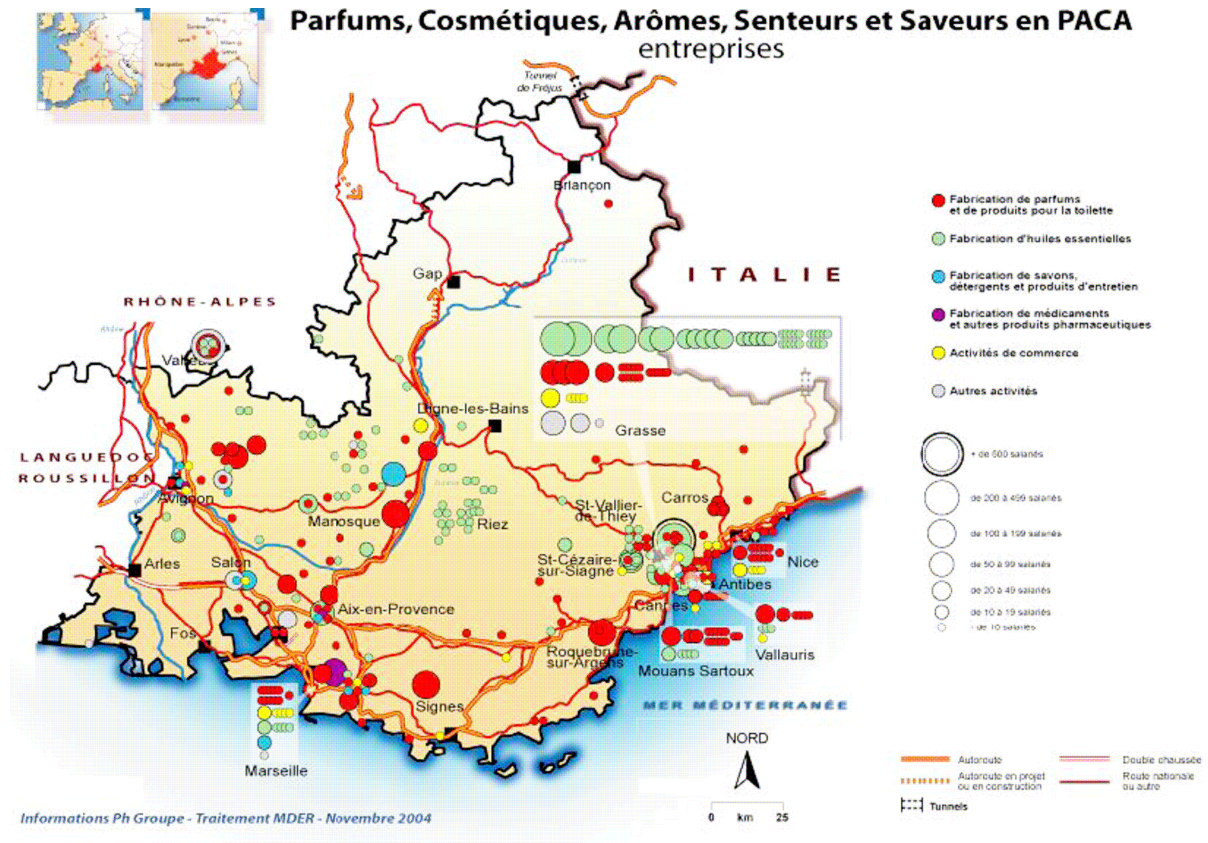 Parfums, Cosmétiques, Arômes, Senteurs et Saveurs en PACA
entreprises
Tunnel
de Fréjus
Briançon
Gap
ITALIE
RHÔNE-ALPES
Rhône
Durance
Digne-les-Bains
Grasse
LANGUEDOC
ROUSSILLON
Avignon
Manosque
Riez
St-Vallier-
de-Thiey
Carros
Arles
Salon
St-Cézaire-
sur-Siagne
Nice
Antibes
Cannes
Aix-en-Provence
Fos
Roquebrune-
sur-Argens
Vallauris
Mouans Sartoux
Signes
MER MÉDITERRANÉE
Marseille
NORD
0 km 25
Informations Ph Groupe - Traitement MDER - Novembre 2004
Fabrication de parfums
et de produits pour la toilette
Fabrication d'huiles essentielles
Fabrication de savons,
détergents et produits d'entretien
Fabrication de médicaments
et autres produits pharmaceutiques
Activités de commerce
Autres activités
+ de 500 salariés
de 200 à 499 salariés
de 100 à 199 salariés
de 50 à 99 salariés
de 20 à 49 salariés
de 10 à 19 salariés
- de 10 salariés
Autoroute
Autoroute en projet
ou en construction
Tunnels
Double chaussée
Route nationale
ou autre